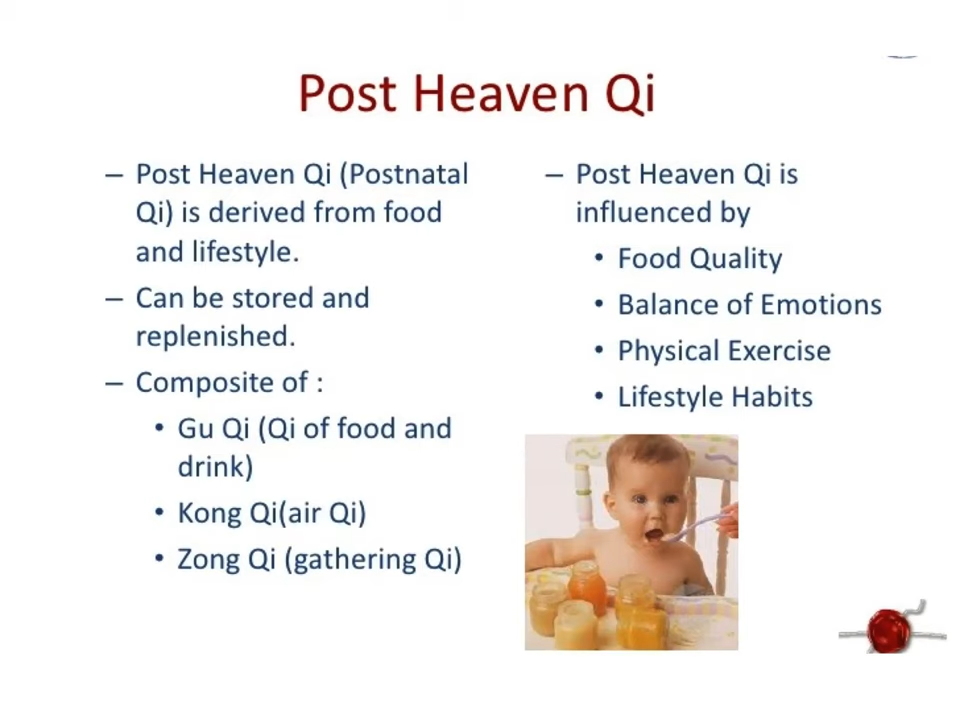 Post Heaven Qi
– Post Heaven Qi (Postnatal
Qi) is derived from food
and lifestyle.
– Can be stored and
replenished.
– Composite of :
• Gu Qi (Qi of food and
drink)
• Kong Qi(air Qi)
• Zong Qi (gathering Qi)
– Post Heaven Qi is
influenced by
• Food Quality
• Balance of Emotions
• Physical Exercise
• Lifestyle Habits